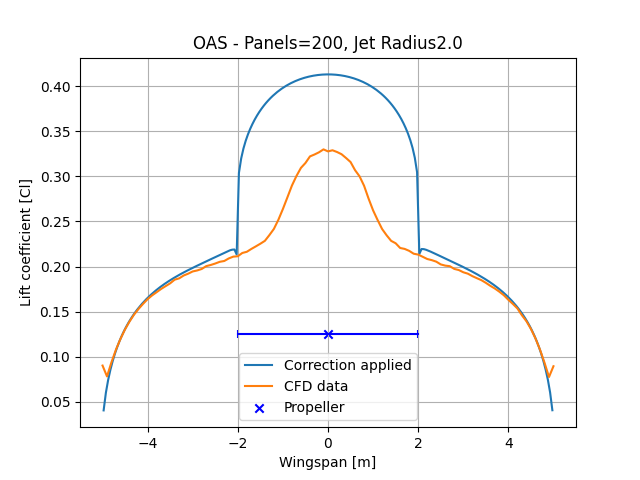 OAS - Panels=200, Jet Radius2.0
Lift coefficient [Cl]
0.40
0.35
0.30
0.25
0.20
0.15
0.10
0.05
Correction applied
CFD data
Propeller
−4
−2
0
2
4
Wingspan [m]